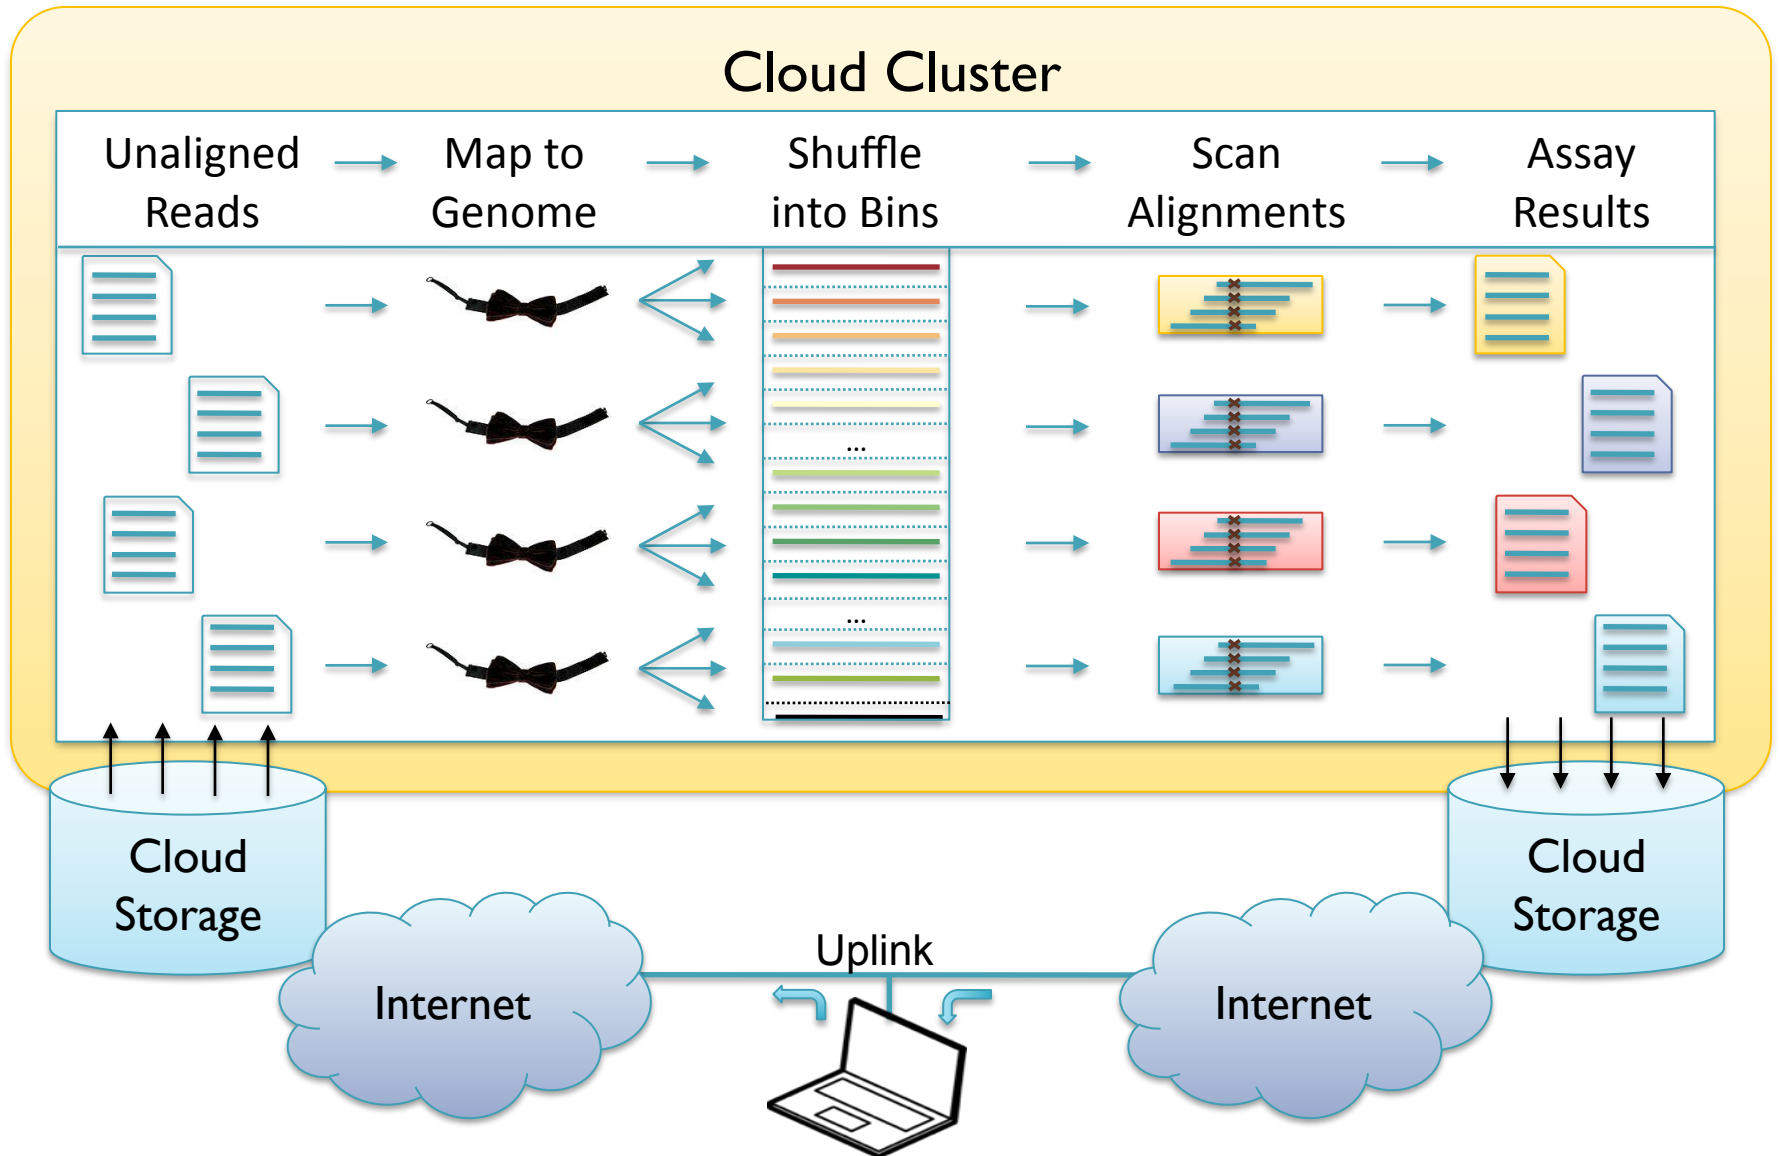 Cloud Cluster
Unaligned
Reads
Map to
Genome
Shuffle
into Bins
Scan
Alignments
Assay
Results
...
...
Cloud
Storage
Cloud
Storage
Uplink
Internet
Internet